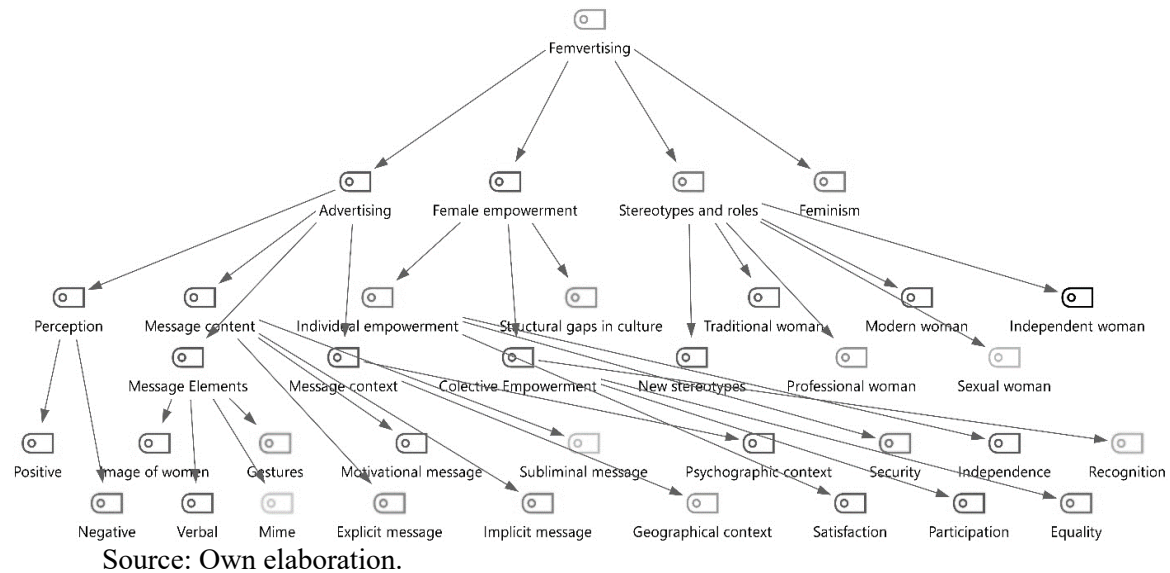 Femvertising
Advertising
Female empowerment
Stereotypes and roles
Feminism
Perception
Message content
Individual empowerment
Structural gaps in culture
Traditional woman
Modern woman
Independent woman
Message Elements
Message context
Colective Empowerment
New stereotypes
Professional woman
Sexual woman
Positive
Image of women
Gestures
Motivational message
Subliminal message
Psychographic context
Security
Independence
Recognition
Negative
Verbal
Mime
Explicit message
Implicit message
Geographical context
Satisfaction
Participation
Equality
Source: Own elaboration.